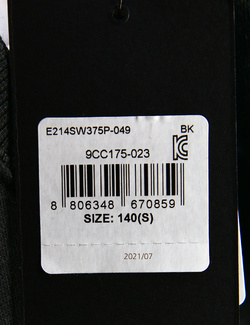 E214SW375P-049 BK
9CC175-023
8 806348 670859
SIZE: 140(S)
2021/07